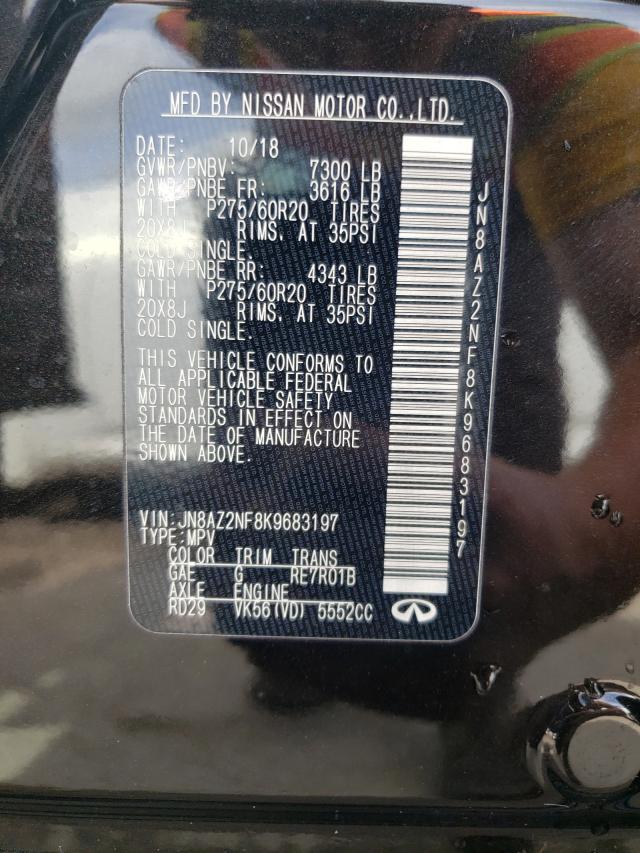 MFD BY NISSAN MOTOR CO.,LTD.
DATE: 10/18
GVWR/PNBV: 7300 LB
GAWR/PNBE FR: 3616 LB
WITH P275/60R20 TIRES
20X8J RIMS, AT 35PSI
COLD SINGLE.
GAWR/PNBE RR: 4343 LB
WITH P275/60R20 TIRES
20X8J RIMS, AT 35PSI
COLD SINGLE.
THIS VEHICLE CONFORMS TO
ALL APPLICABLE FEDERAL
MOTOR VEHICLE SAFETY
STANDARDS IN EFFECT ON
THE DATE OF MANUFACTURE
SHOWN ABOVE.
VIN:JN8AZ2NF8K9683197
TYPE:MPV
COLOR TRIM TRANS
GAE G RE7R01B
AXLE ENGINE
RD29 VK56(VD) 5552CC
JN8AZ2NF8K9683197